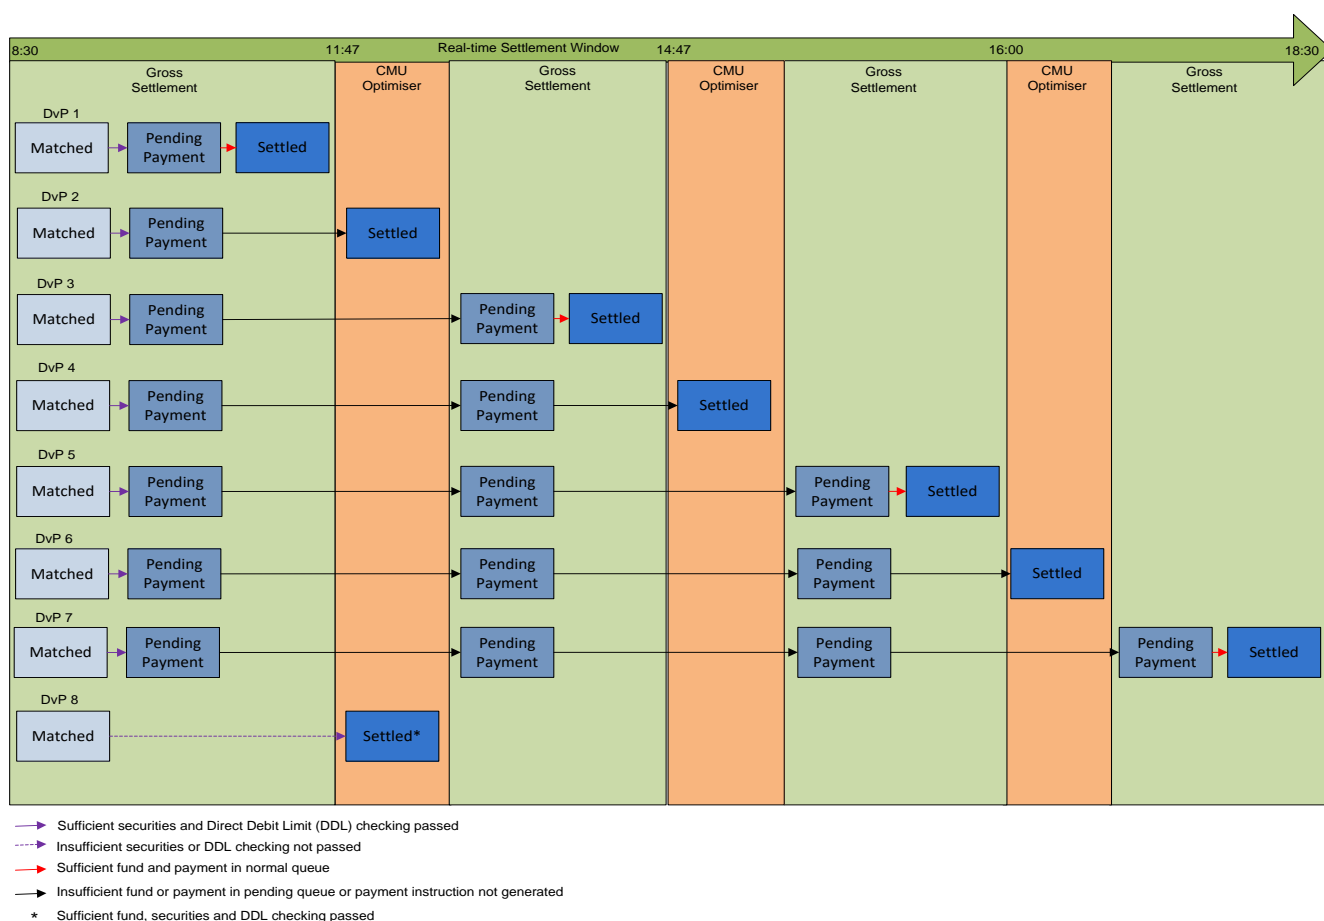 Real-time Settlement Window
8:30
11:47
14:47
16:00
18:30
Gross
Settlement
CMU
Optimiser
Gross
Settlement
CMU
Optimiser
Gross
Settlement
CMU
Optimiser
Gross
Settlement
DvP 1
Matched
Pending
Payment
Settled
DvP 2
Matched
Pending
Payment
Settled
DvP 3
Matched
Pending
Payment
Pending
Payment
Settled
DvP 4
Matched
Pending
Payment
Pending
Payment
Settled
DvP 5
Matched
Pending
Payment
Pending
Payment
Pending
Payment
Settled
DvP 6
Matched
Pending
Payment
Pending
Payment
Pending
Payment
Settled
DvP 7
Matched
Pending
Payment
Pending
Payment
Pending
Payment
Pending
Payment
Settled
DvP 8
Matched
Settled*
Sufficient securities and Direct Debit Limit (DDL) checking passed
Insufficient securities or DDL checking not passed
Sufficient fund and payment in normal queue
Insufficient fund or payment in pending queue or payment instruction not generated
* Sufficient fund, securities and DDL checking passed